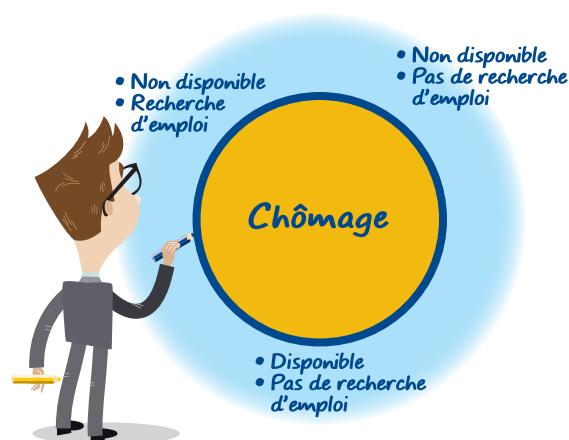 • Non disponible
• Recherche
d'emploi
• Non disponible
• Pas de recherche
d'emploi
Chômage
• Disponible
• Pas de recherche
d'emploi